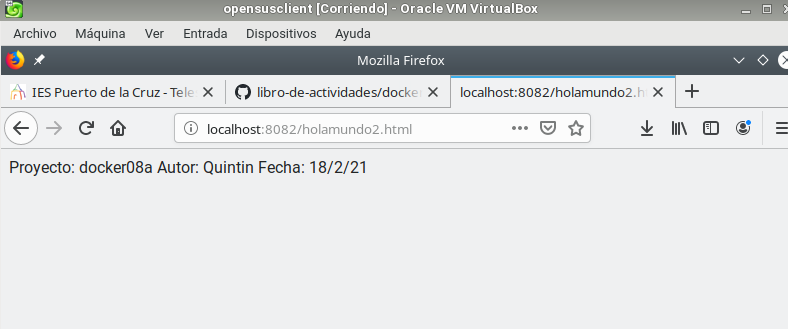 opensusclient [Corriendo] - Oracle VM VirtualBox
Archivo Máquina Ver Entrada Dispositivos Ayuda
Mozilla Firefox
IES Puerto de la Cruz - Tele
libro-de-actividades/docke
localhost:8082/holamundo2.h
localhost:8082/holamundo2.html
Proyecto: docker08a Autor: Quintin Fecha: 18/2/21